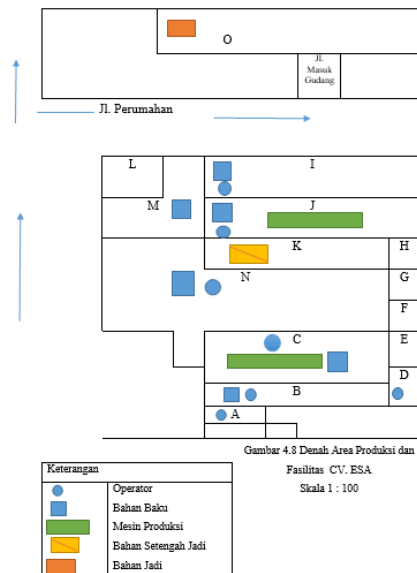 O
Jl.
Masuk
Gudang
Jl. Perumahan
L
I
M
J
K
H
N
G
F
C
E
D
B
A
Gambar 4.8 Denah Area Produksi dan
Fasilitas CV. ESA
Skala 1 : 100
Keterangan
Operator
Bahan Baku
Mesin Produksi
Bahan Setengah Jadi
Bahan Jadi